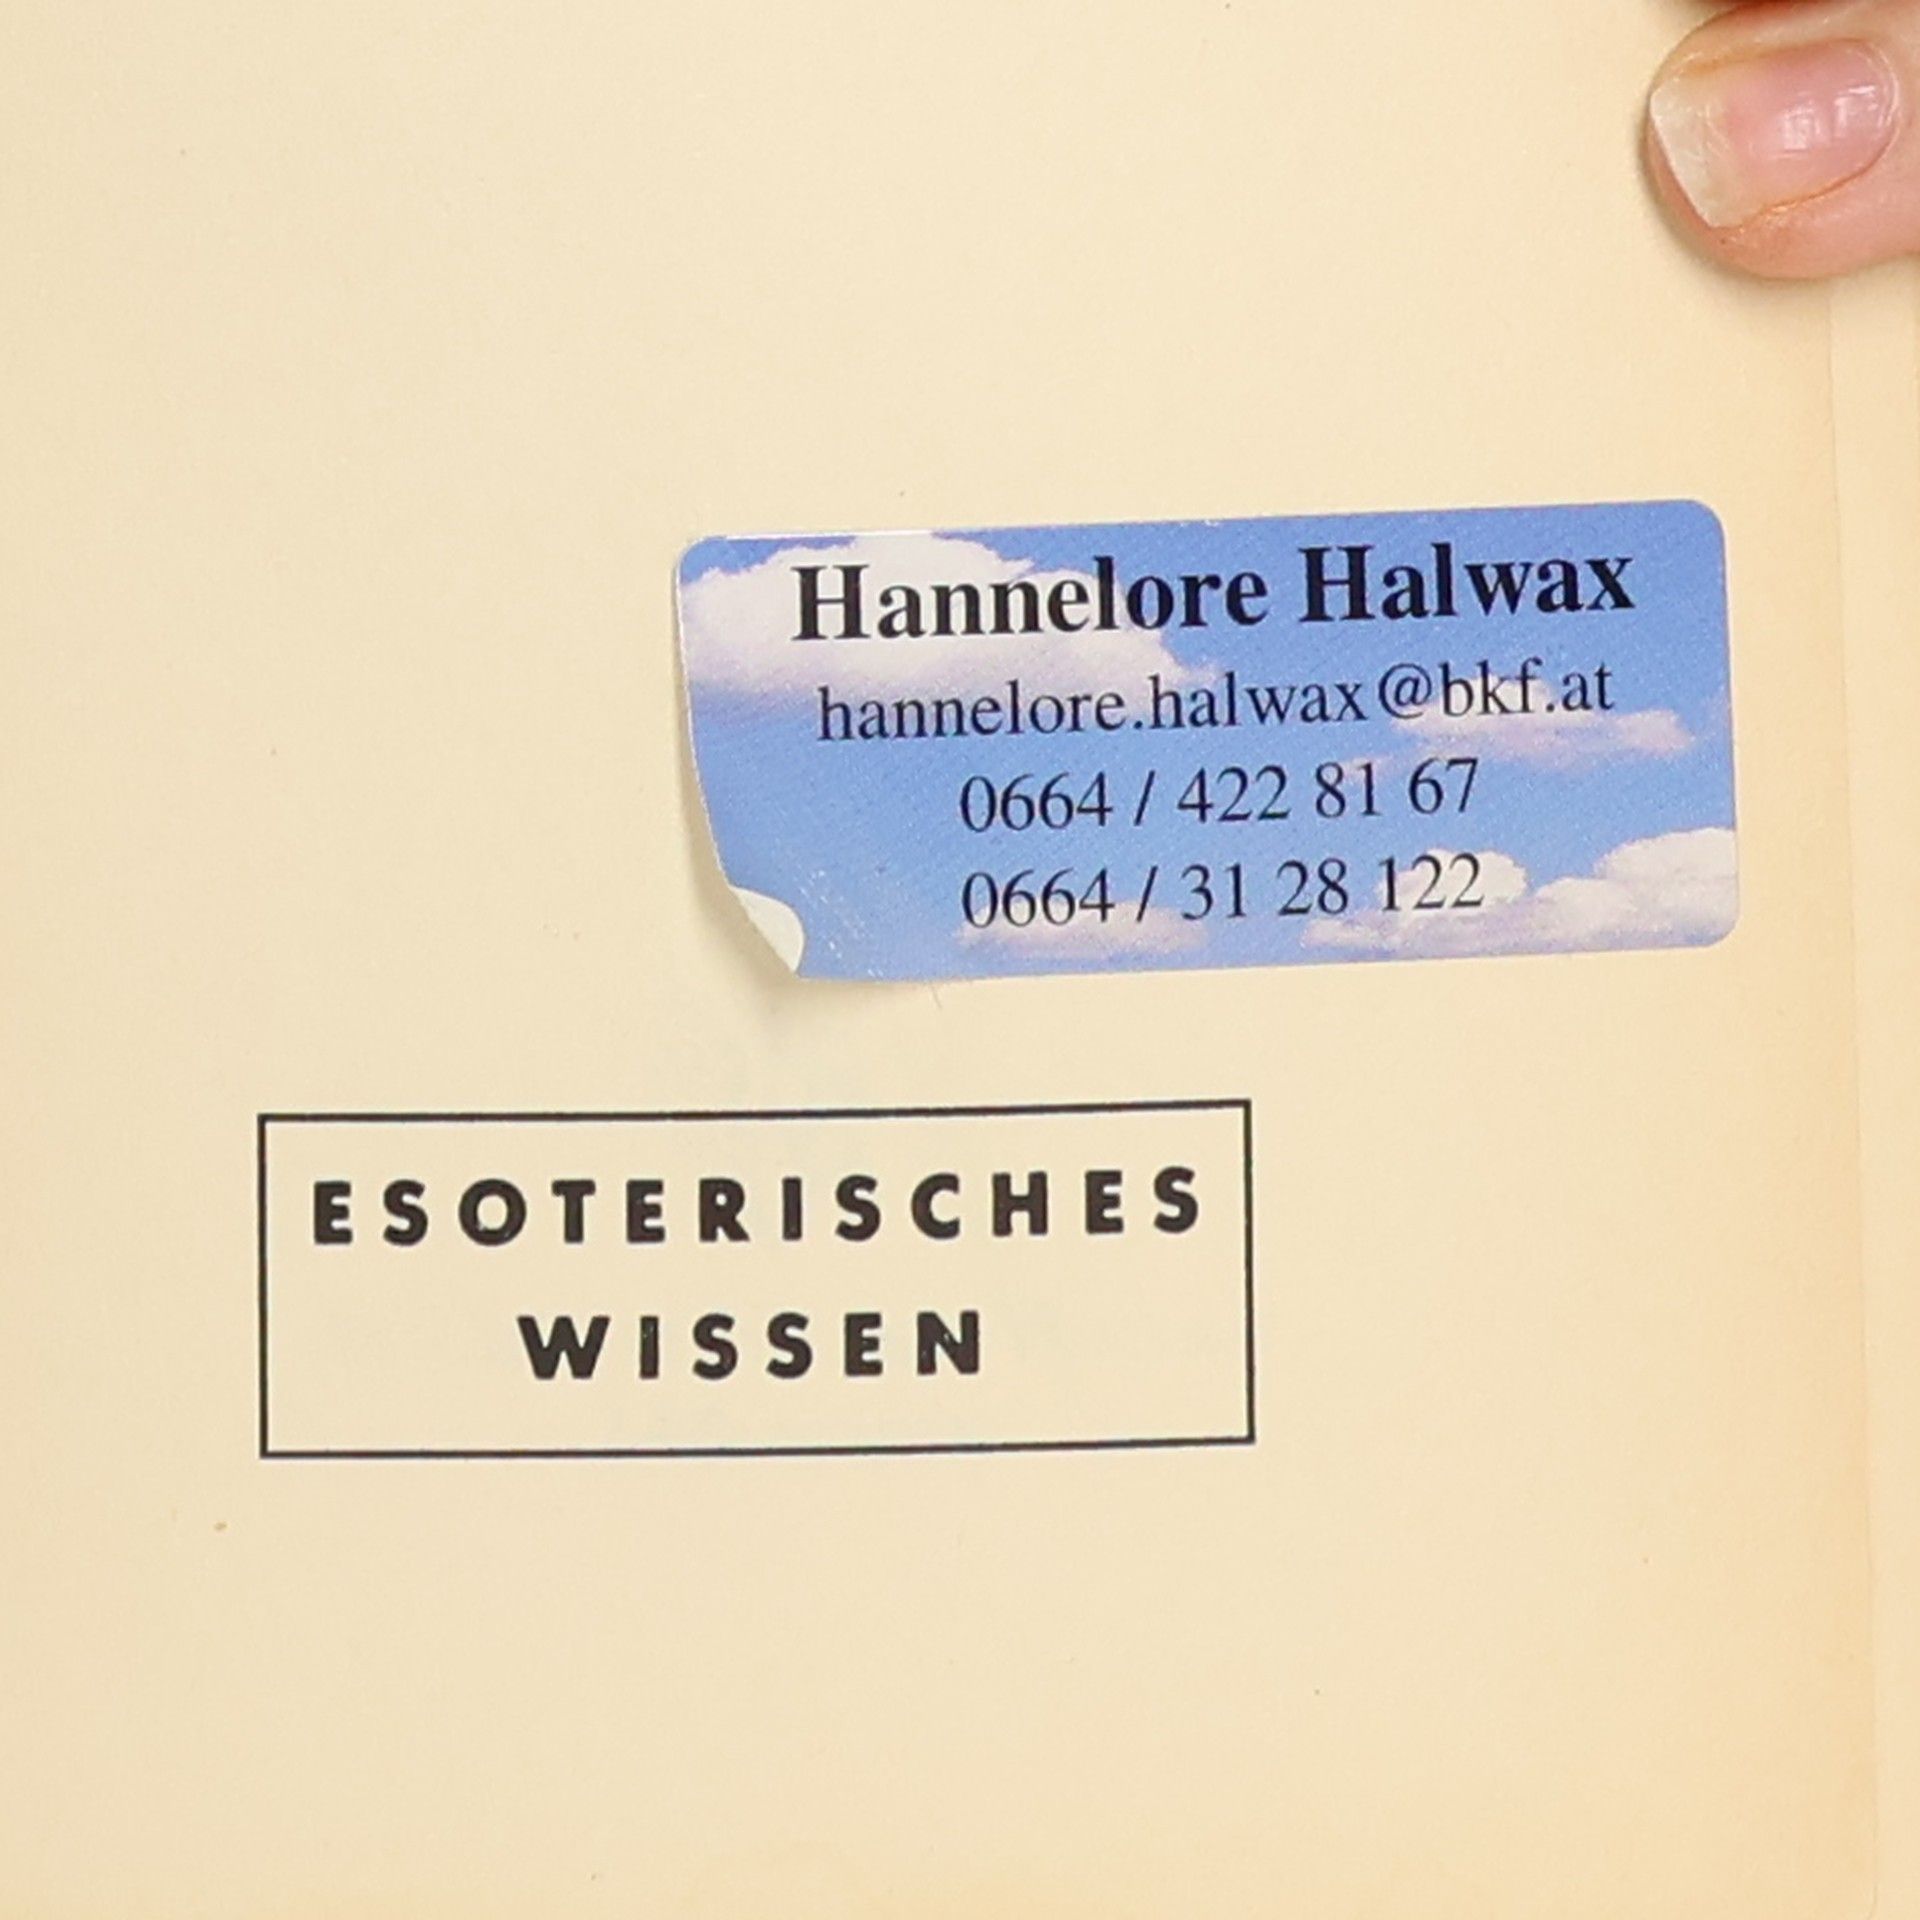 Hannelore Halwax
hannelore.halwax@bkf.at
0664 / 422 81 67
0664 / 31 28 122
ESOTERISCHES
WISSEN